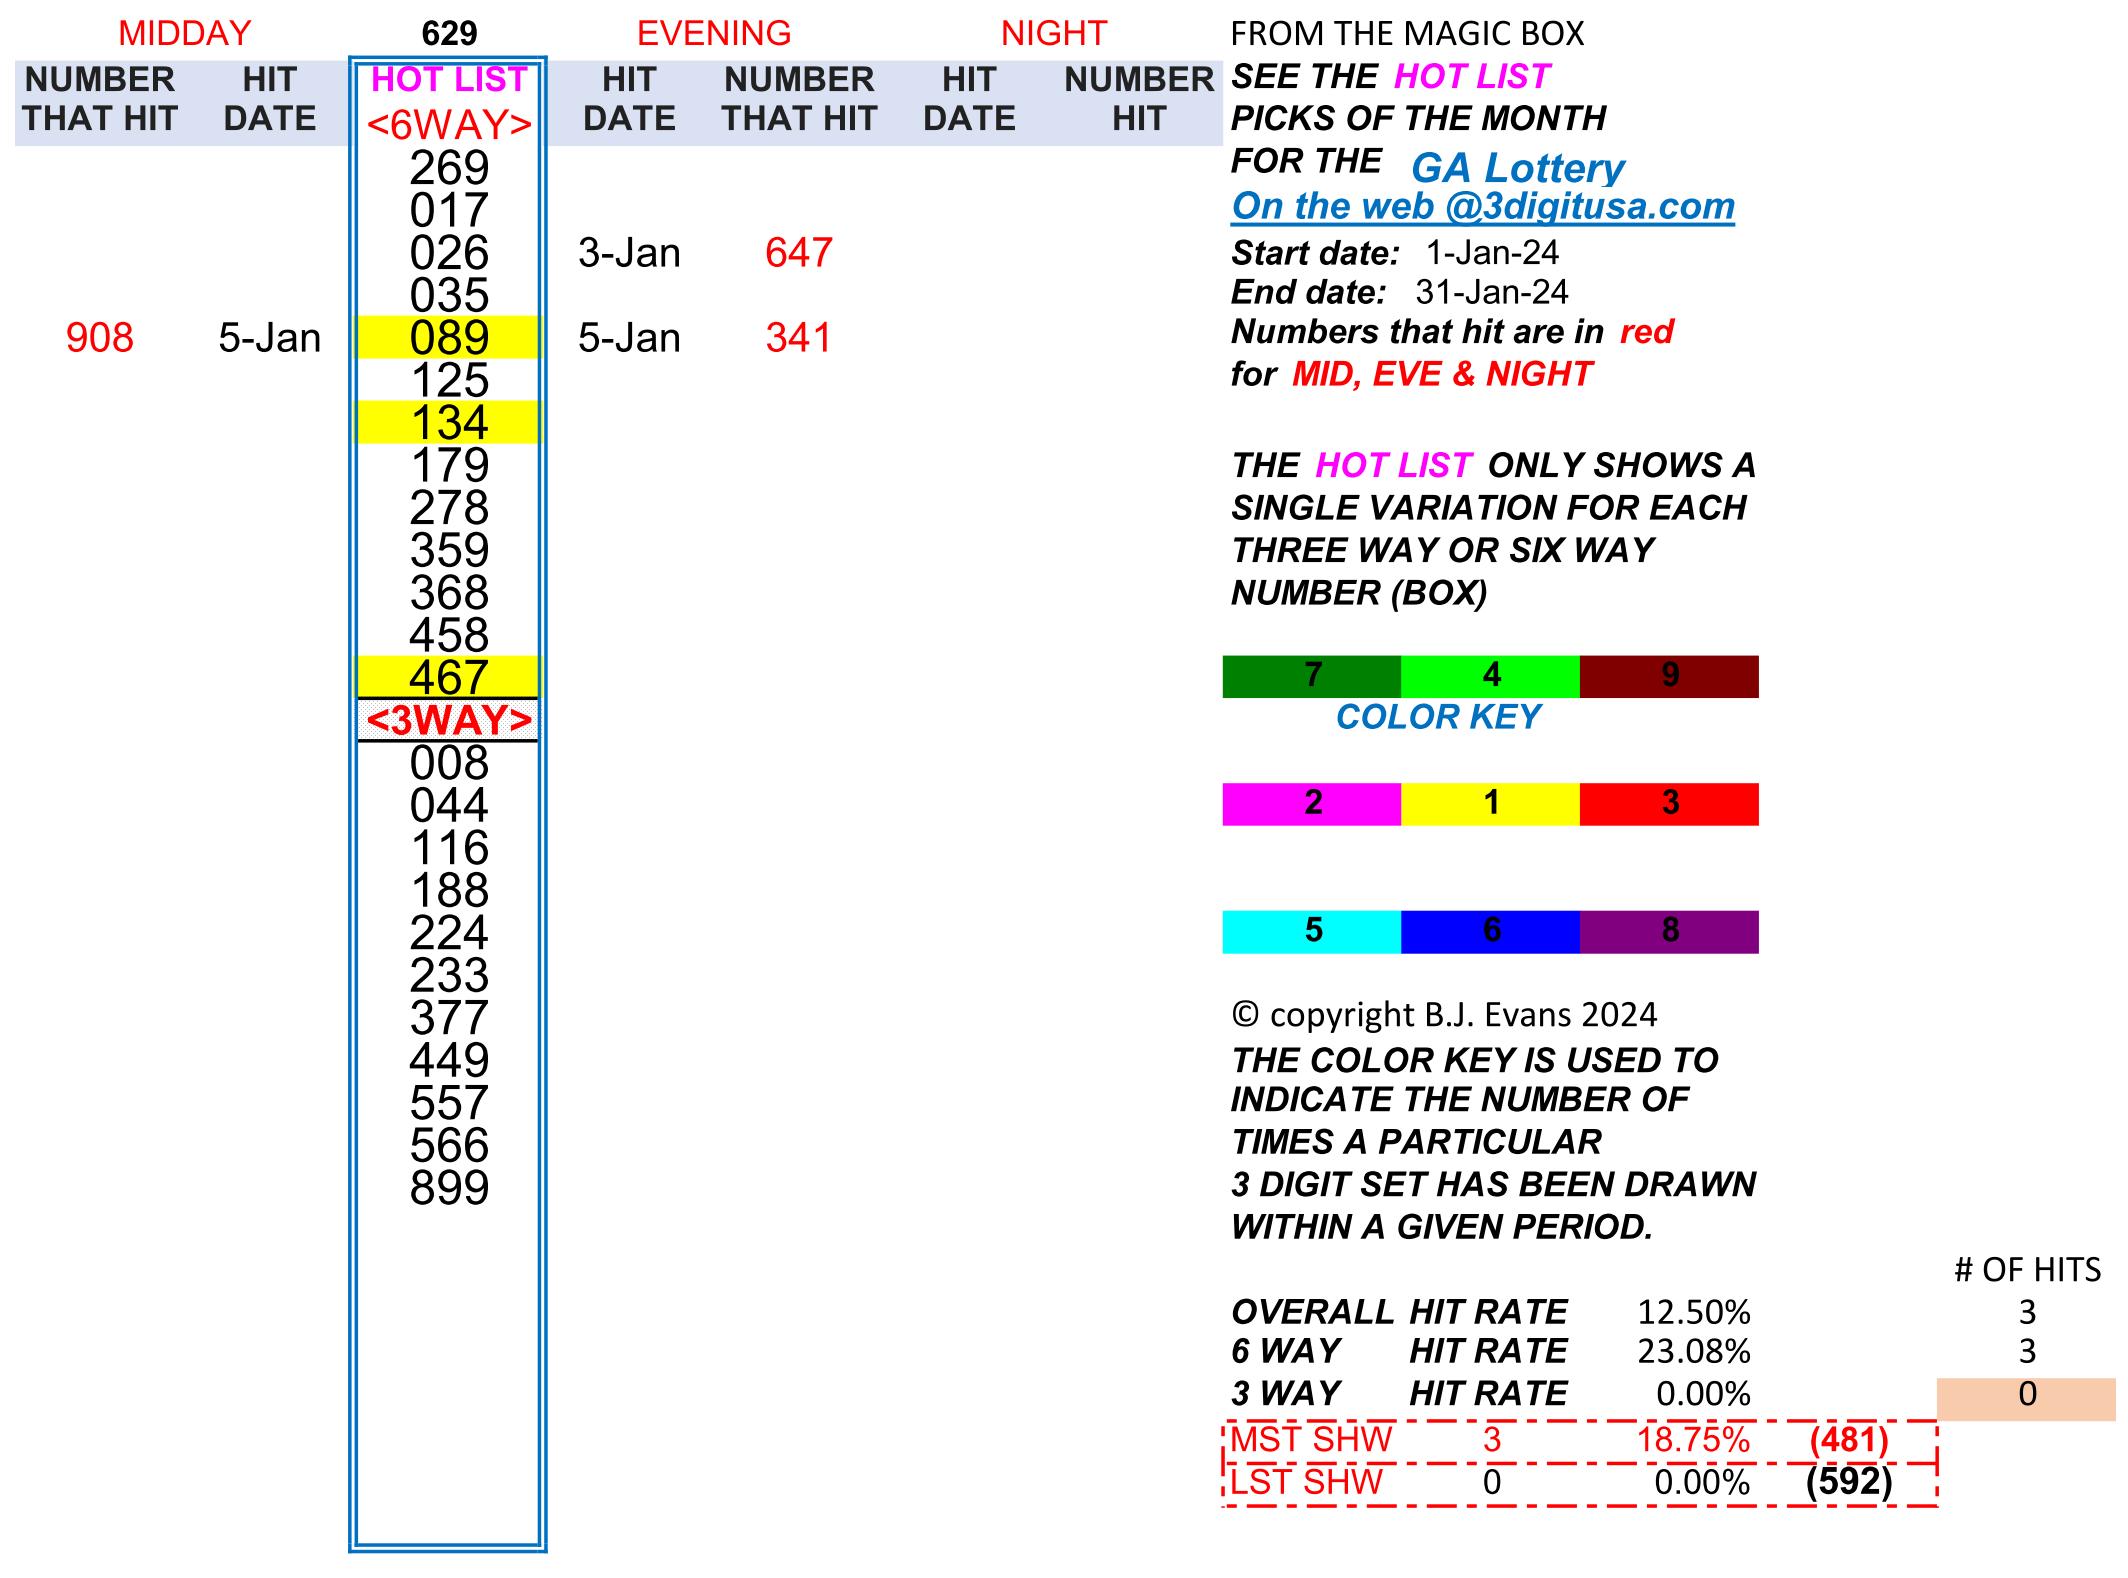 MIDDAY 629 EVENING NIGHT FROM THE MAGIC BOX
NUMBER HIT HOT LIST HIT NUMBER HIT NUMBER SEE THE HOT LIST
THAT HIT DATE <6WAY> DATE THAT HIT DATE HIT PICKS OF THE MONTH
269 FOR THE GA Lottery
017 On the web @3digitusa.com
026 3-Jan 647 Start date: 1-Jan-24
035 End date: 31-Jan-24
908 5-Jan 089 5-Jan 341 Numbers that hit are in red
125 for MID, EVE & NIGHT
134
179 THE HOT LIST ONLY SHOWS A
278 SINGLE VARIATION FOR EACH
359 THREE WAY OR SIX WAY
368 NUMBER (BOX)
458
467 7 4 9
<3WAY> COLOR KEY
008
044 2 1 3
116
188
224 5 6 8
233
377 © copyright B.J. Evans 2024
449 THE COLOR KEY IS USED TO
557 INDICATE THE NUMBER OF
566 TIMES A PARTICULAR
899 3 DIGIT SET HAS BEEN DRAWN
WITHIN A GIVEN PERIOD.
# OF HITS
OVERALL HIT RATE 12.50% 3
6 WAY HIT RATE 23.08% 3
3 WAY HIT RATE 0.00% 0
MST SHW 3 18.75% (481)
LST SHW 0 0.00% (592)